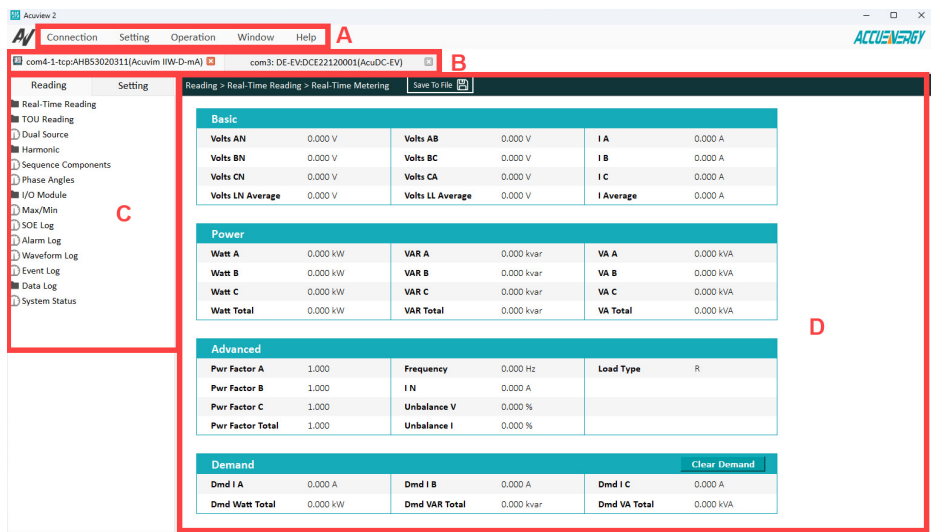 Acuview 2
Connection Setting Operation Window Help A
ACCUENERGY
com4-1-tcp:AHB53020311(Acuvim IIW-D-mA) com3: DE-EV:DCE22120001(AcuDC-EV) B
Reading Setting
Reading > Real-Time Reading > Real-Time Metering Save To File
Real-Time Reading
TOU Reading
Dual Source
Harmonic
Sequence Components
Phase Angles
I/O Module
Max/Min
SOE Log
Alarm Log
Waveform Log
Event Log
Data Log
System Status
C
Basic
Volts AN 0.000 V Volts AB 0.000 V I A 0.000 A
Volts BN 0.000 V Volts BC 0.000 V I B 0.000 A
Volts CN 0.000 V Volts CA 0.000 V I C 0.000 A
Volts LN Average 0.000 V Volts LL Average 0.000 V I Average 0.000 A
Power
Watt A 0.000 kW VAR A 0.000 kvar VA A 0.000 kVA
Watt B 0.000 kW VAR B 0.000 kvar VA B 0.000 kVA
Watt C 0.000 kW VAR C 0.000 kvar VA C 0.000 kVA
Watt Total 0.000 kW VAR Total 0.000 kvar VA Total 0.000 kVA
D
Advanced
Pwr Factor A 1.000 Frequency 0.000 Hz Load Type R
Pwr Factor B 1.000 I N 0.000 A
Pwr Factor C 1.000 Unbalance V 0.000 %
Pwr Factor Total 1.000 Unbalance I 0.000 %
Demand Clear Demand
Dmd I A 0.000 A Dmd I B 0.000 A Dmd I C 0.000 A
Dmd Watt Total 0.000 kW Dmd VAR Total 0.000 kvar Dmd VA Total 0.000 kVA